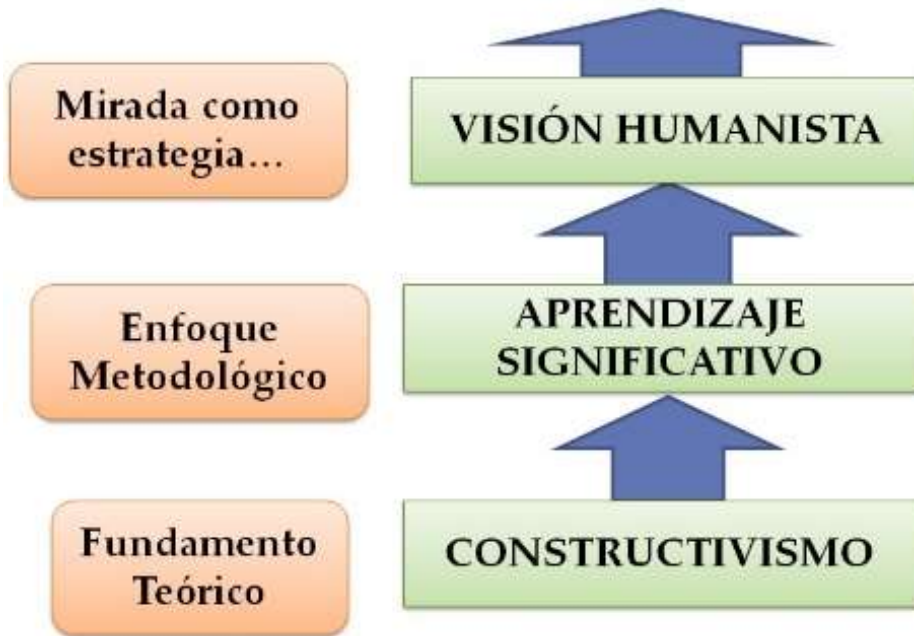 Mirada como
estrategia...
VISIÓN HUMANISTA
Enfoque
Metodológico
APRENDIZAJE
SIGNIFICATIVO
Fundamento
Teórico
CONSTRUCTIVISMO